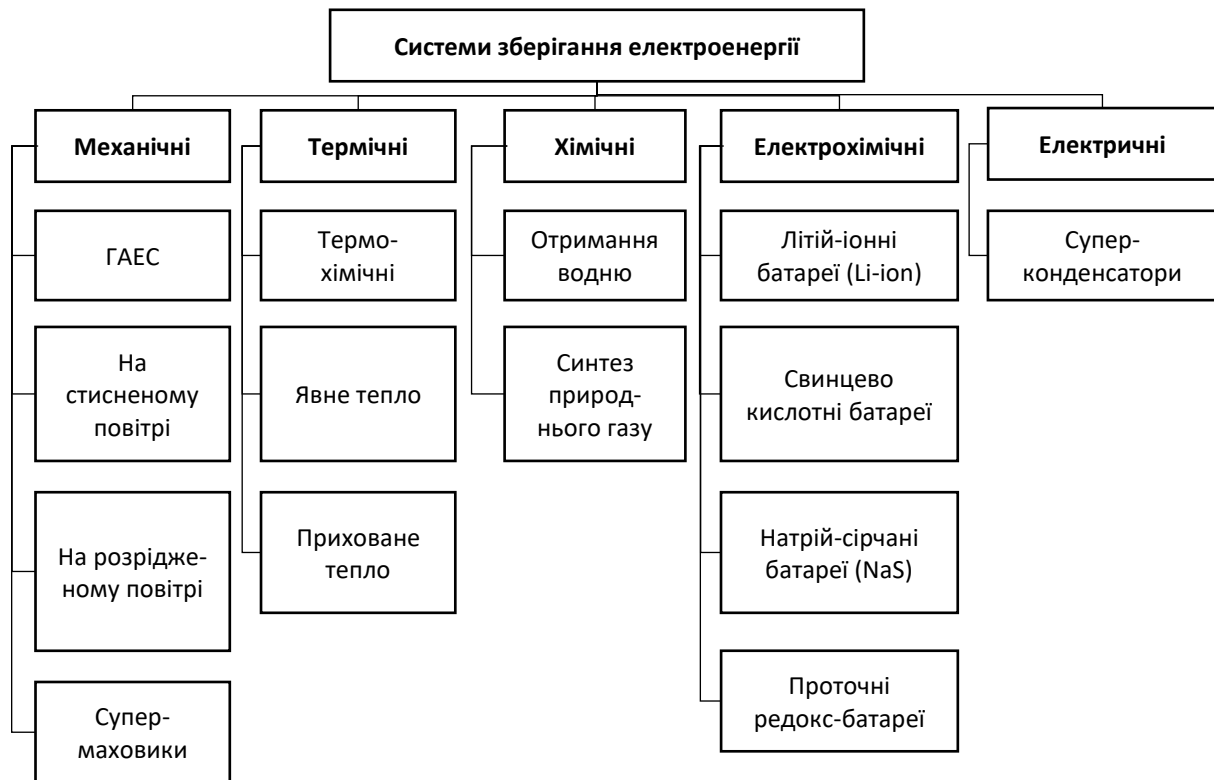 Системи зберігання електроенергії
Механічні
Термічні
Хімічні
Електрохімічні
Електричні
ГАЕС
Термо-
хімічні
Отримання
водню
Літій-іонні
батареї (Li-ion)
Супер-
конденсатори
На
стисненому
повітрі
Явне тепло
Синтез
природ-
нього газу
Свинцево
кислотні батареї
На розрідже-
ному повітрі
Приховане
тепло
Натрій-сірчані
батареї (NaS)
Супер-
маховики
Проточні
редокс-батареї